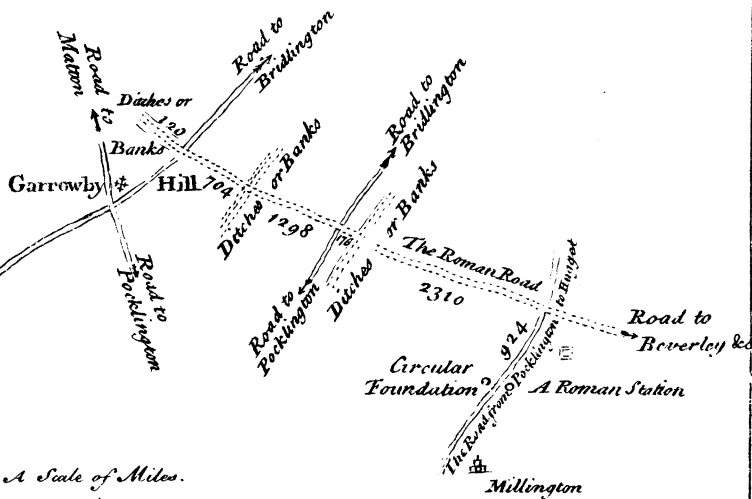 Road to
Malton
Road to
Bridlington
Ditches or
120
Banks
Garrowby
Hill
704
Ditches or Banks
1298
Road to
Bridlington
176
Ditches or Banks
Road to
Pocklington
Road to
Pocklington
The Roman Road
2310
924
The Road from Pocklington to Hungat
Road to
Beverley &c
Circular
Foundation
A Roman Station
Millington
A Scale of Miles.